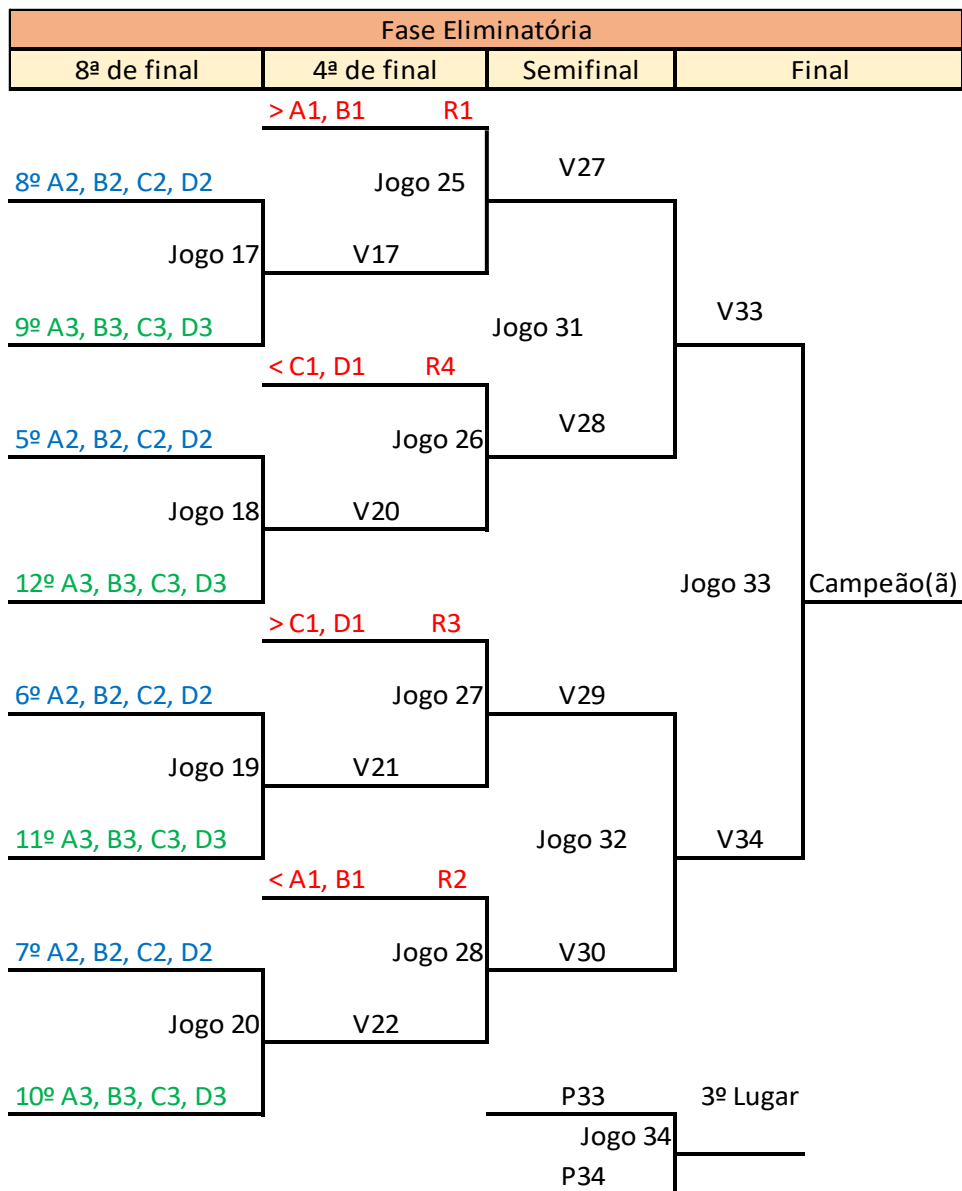 Fase Eliminatória
8ª de final 4ª de final Semifinal Final
> A1, B1 R1
8º A2, B2, C2, D2
Jogo 25
V27
Jogo 17
V17
9º A3, B3, C3, D3
Jogo 31
V33
< C1, D1 R4
5º A2, B2, C2, D2
Jogo 26
V28
Jogo 18
V20
12º A3, B3, C3, D3
Jogo 33
Campeão(ã)
> C1, D1 R3
6º A2, B2, C2, D2
Jogo 27
V29
Jogo 19
V21
11º A3, B3, C3, D3
Jogo 32
V34
< A1, B1 R2
7º A2, B2, C2, D2
Jogo 28
V30
Jogo 20
V22
10º A3, B3, C3, D3
P33
3º Lugar
Jogo 34
P34